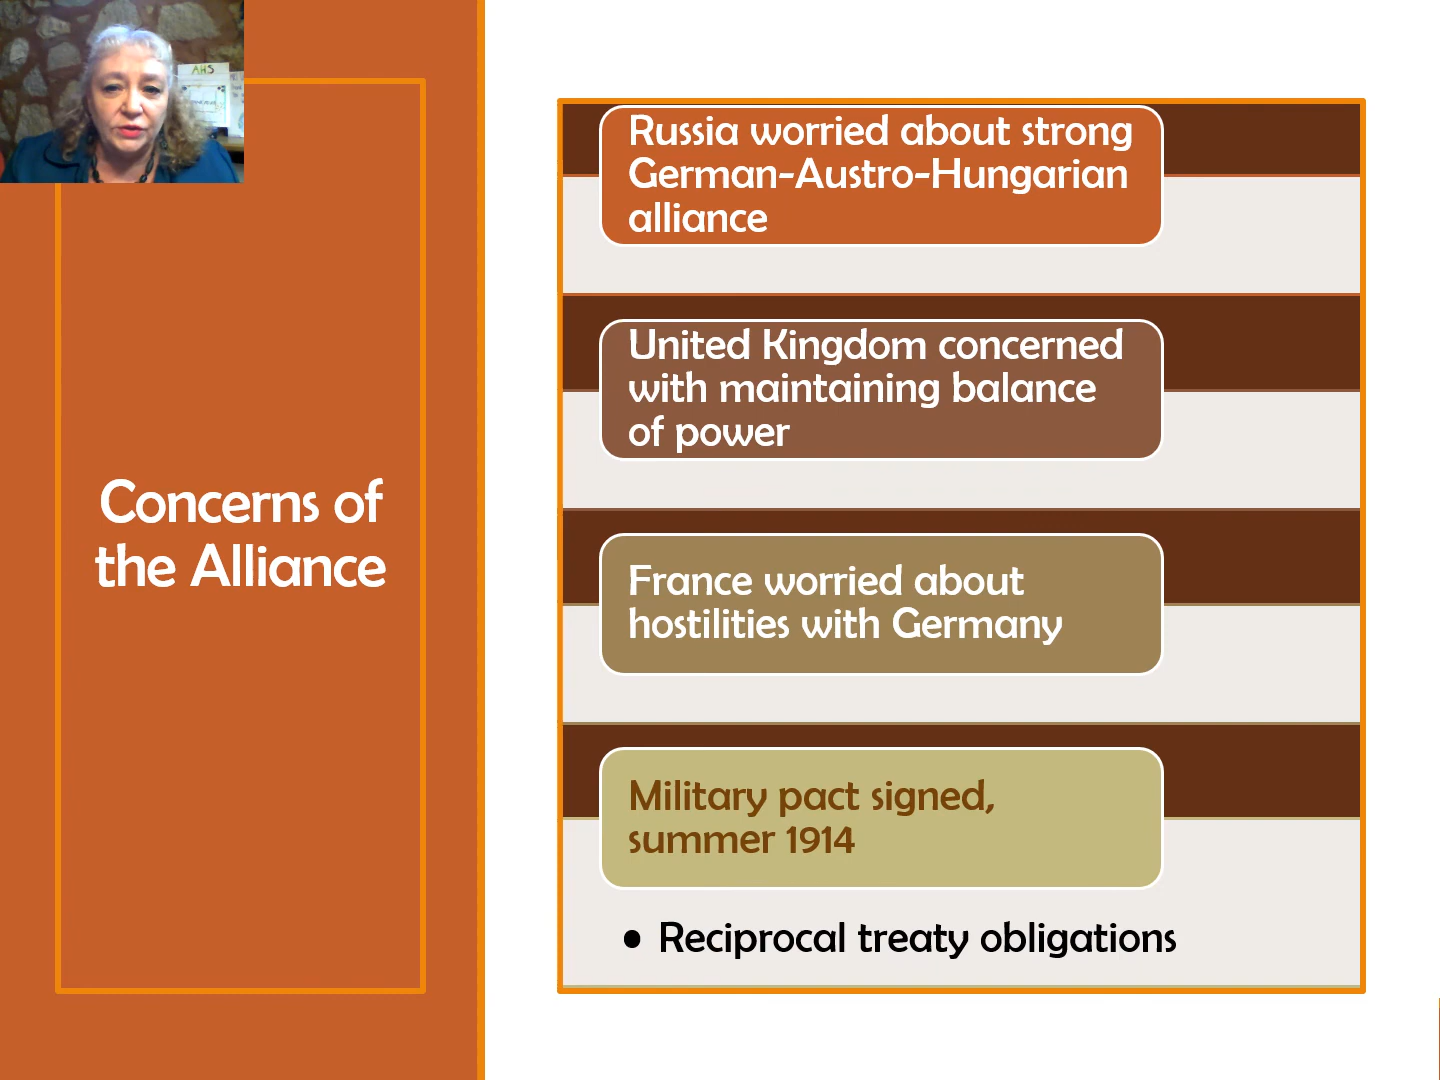 AHS
Concerns of
the Alliance
Russia worried about strong
German-Austro-Hungarian
alliance
United Kingdom concerned
with maintaining balance
of power
France worried about
hostilities with Germany
Military pact signed,
summer 1914
• Reciprocal treaty obligations